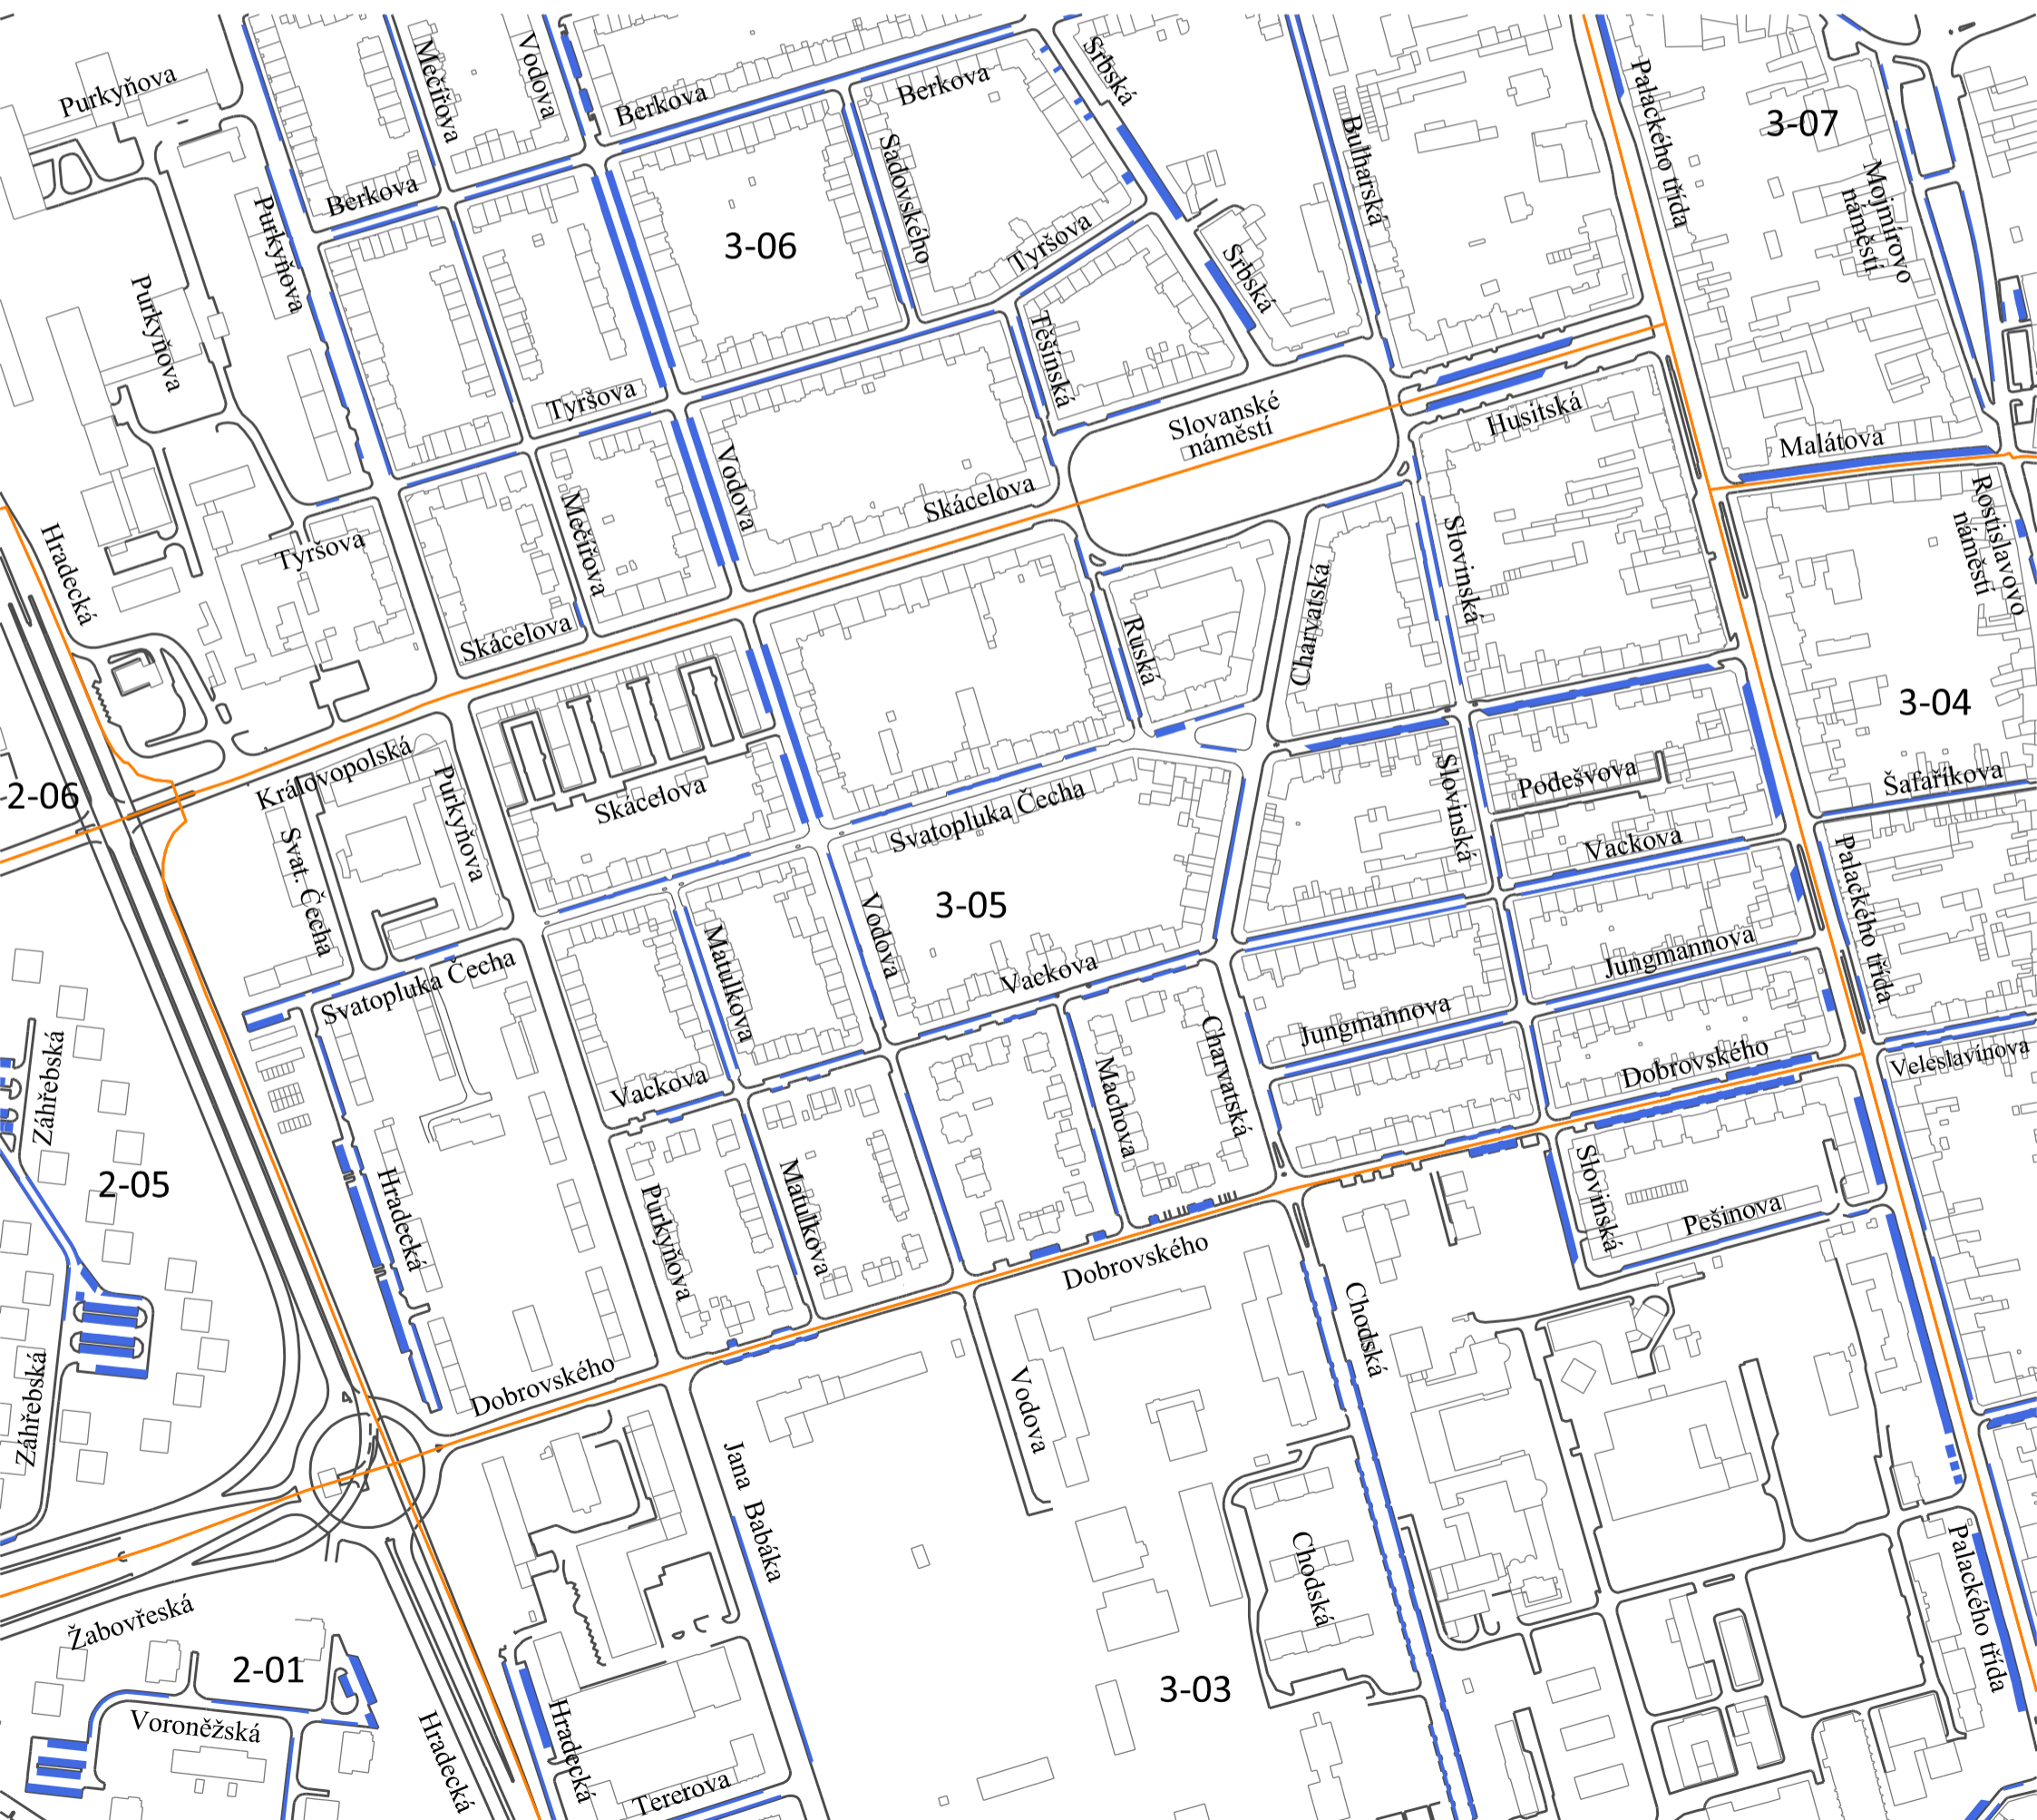 Purkyňova
Mečířova
Vodova
Berkova
Berkova
Srbská
Palackého třída
3-07
Bulharská
Sadovského
Mojmírovo
náměstí
Berkova
Purkyňova
3-06
Tyršova
Srbská
Purkyňova
Těšínská
Tyršova
Slovanské
náměstí
Husitská
Malátova
Vodova
Skácelova
Rostislavovo
náměstí
Hradecká
Tyršova
Mečířova
Slovinská
Charvatská
Skácelova
Ruská
3-04
Královopolská
Purkyňova
2-06
Skácelova
Svatopluka Čecha
Slovinská
Podešvova
Šafaříkova
Vackova
Svat. Čecha
3-05
Vodova
Palackého třída
Matulkova
Vackova
Jungmannova
Svatopluka Čecha
Jungmannova
Charvatská
Dobrovského
Veleslavínova
Záhřebská
Vackova
Machova
2-05
Hradecká
Purkyňova
Matulkova
Slovinská
Pešinova
Dobrovského
Chodská
Záhřebská
Dobrovského
Vodova
Jana Babáka
Chodská
Palackého třída
Žabovřeská
2-01
3-03
Voroněžská
Hradecká
Hradecká
Tererova